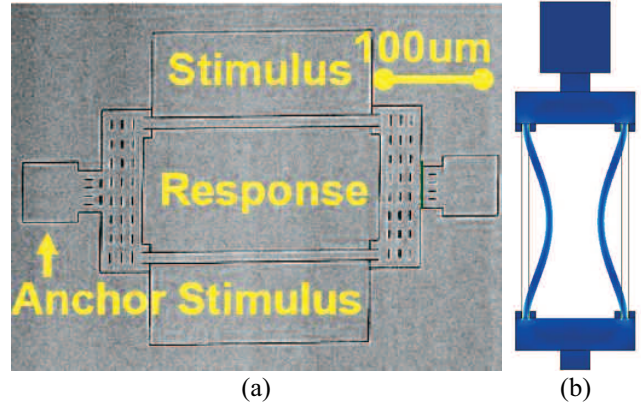 Stimulus
100um
Response
Anchor Stimulus
(a)
(b)